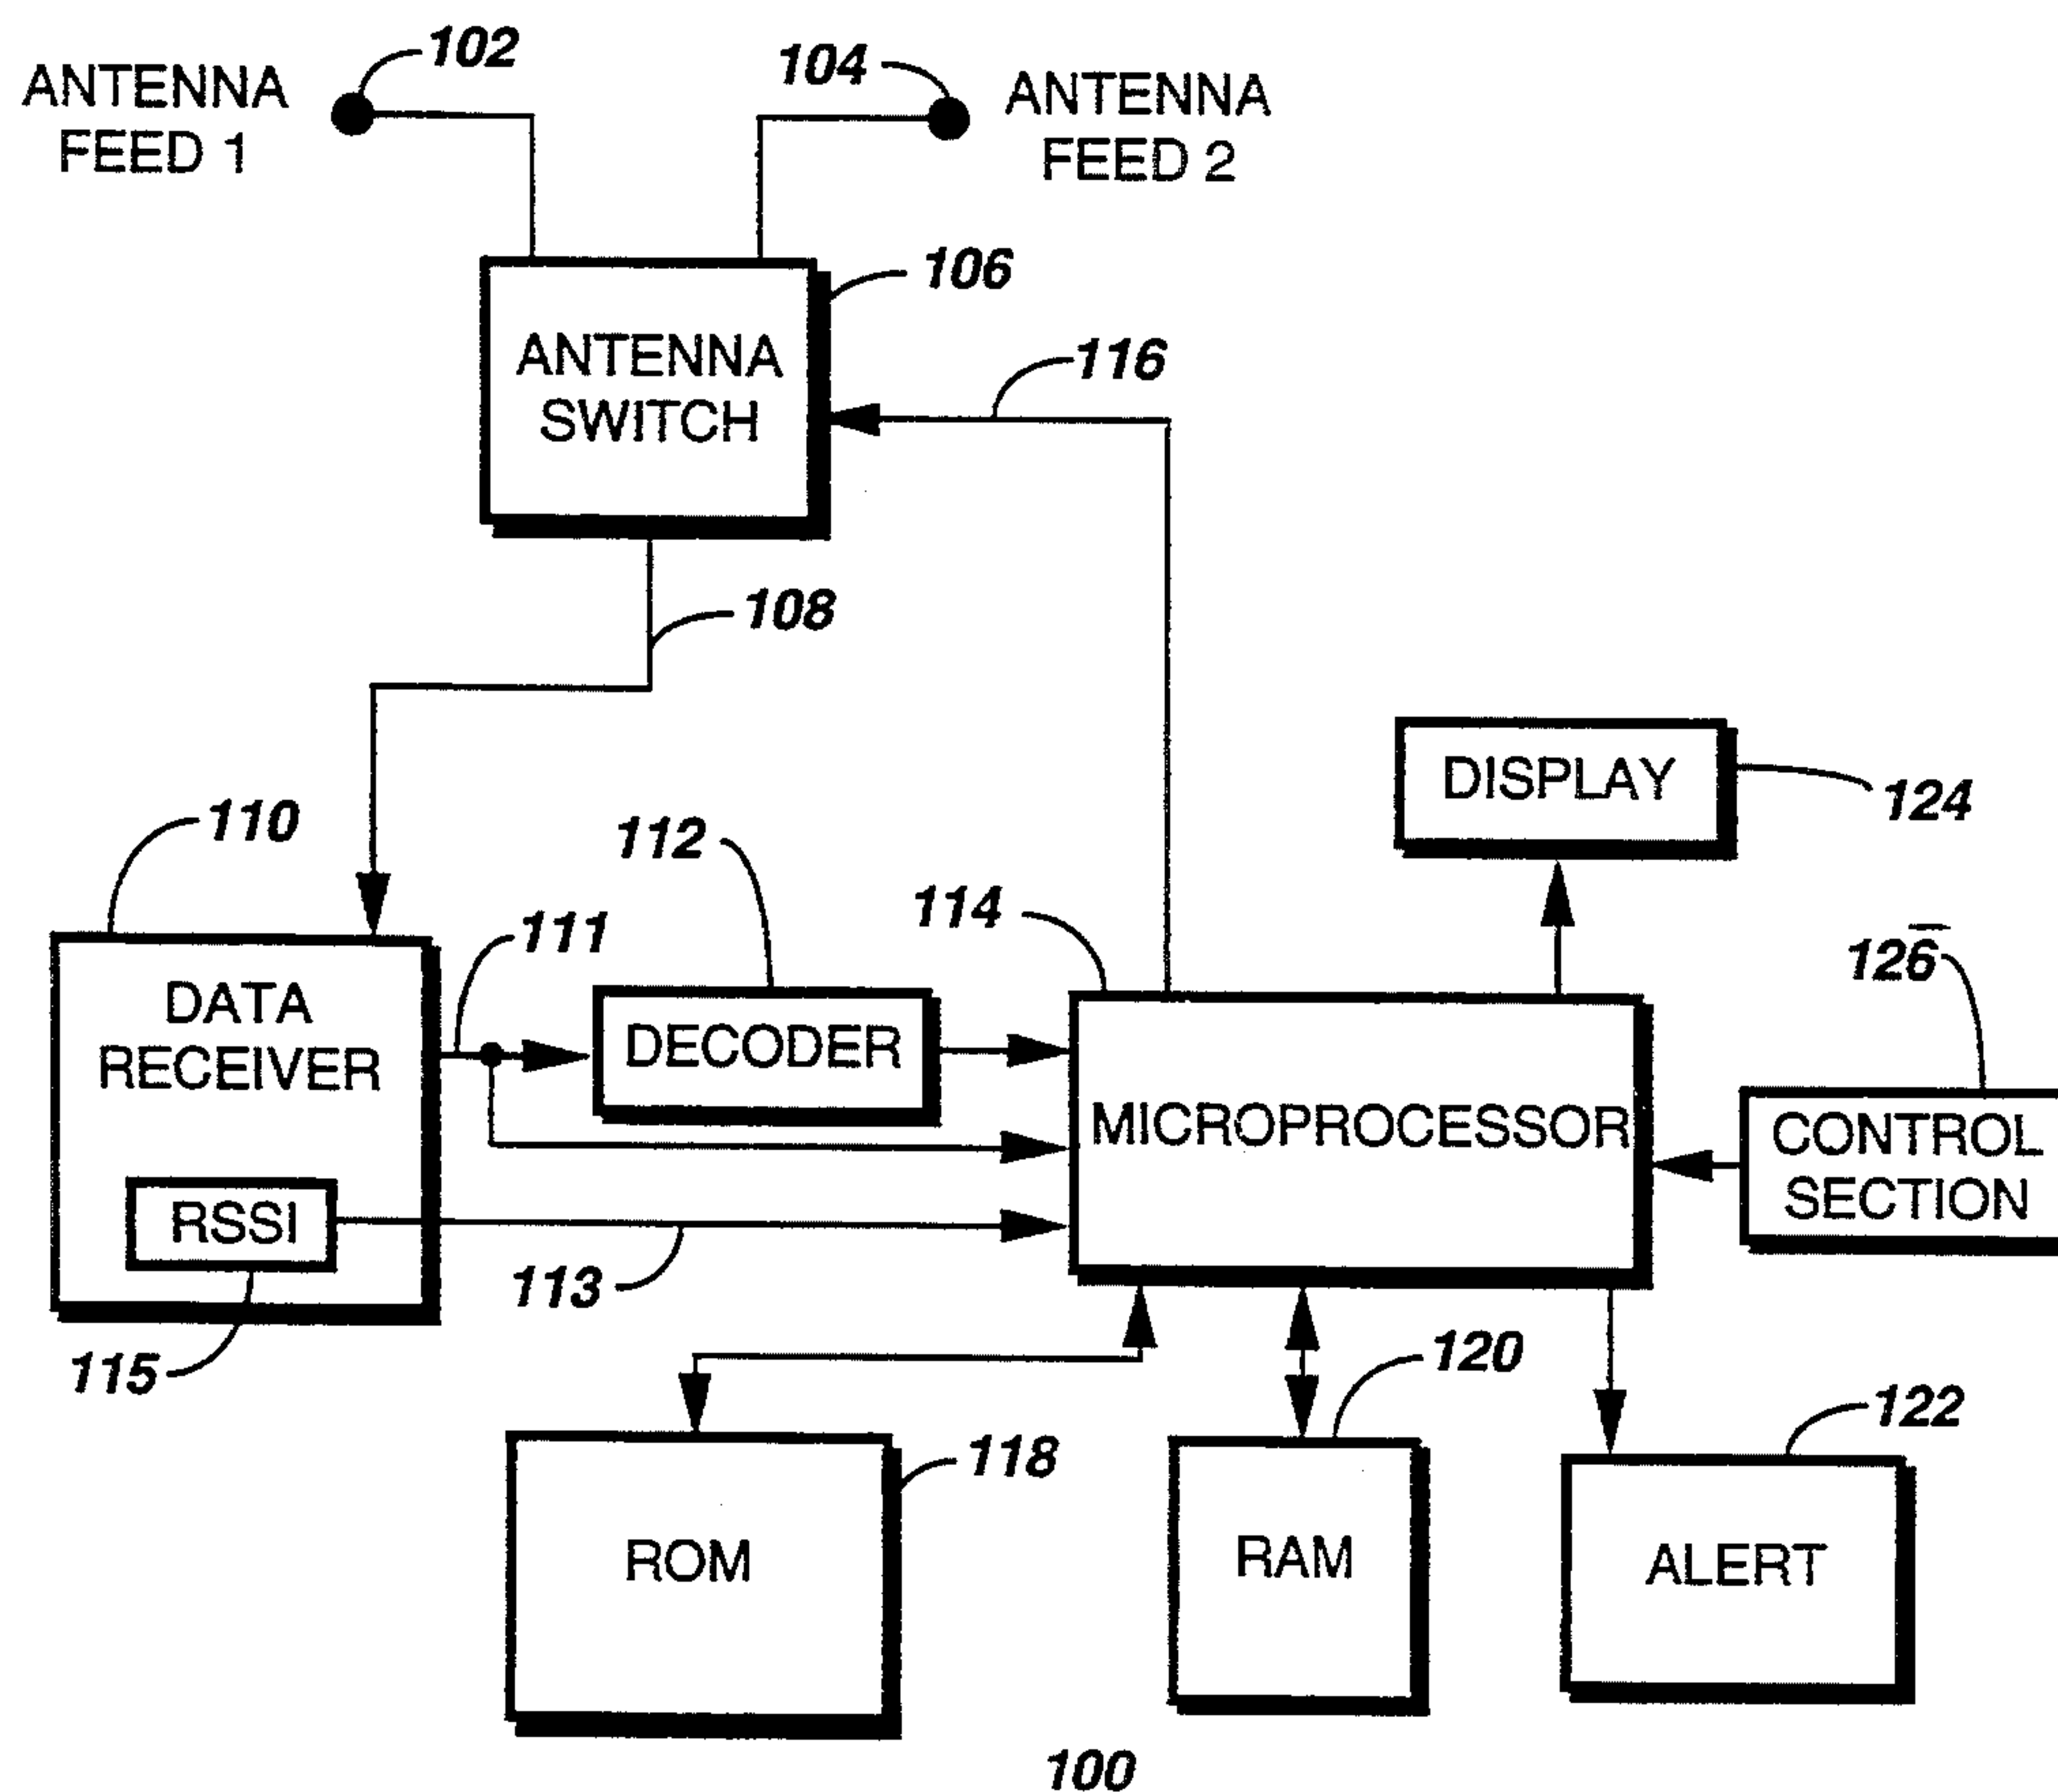 102
104
ANTENNA
FEED 1
ANTENNA
FEED 2
106
ANTENNA
SWITCH
116
108
DISPLAY
124
110
112
114
111
126
DATA
RECEIVER
DECODER
MICROPROCESSOR
CONTROL
SECTION
RSSI
113
115
120
122
118
ROM
RAM
ALERT
100